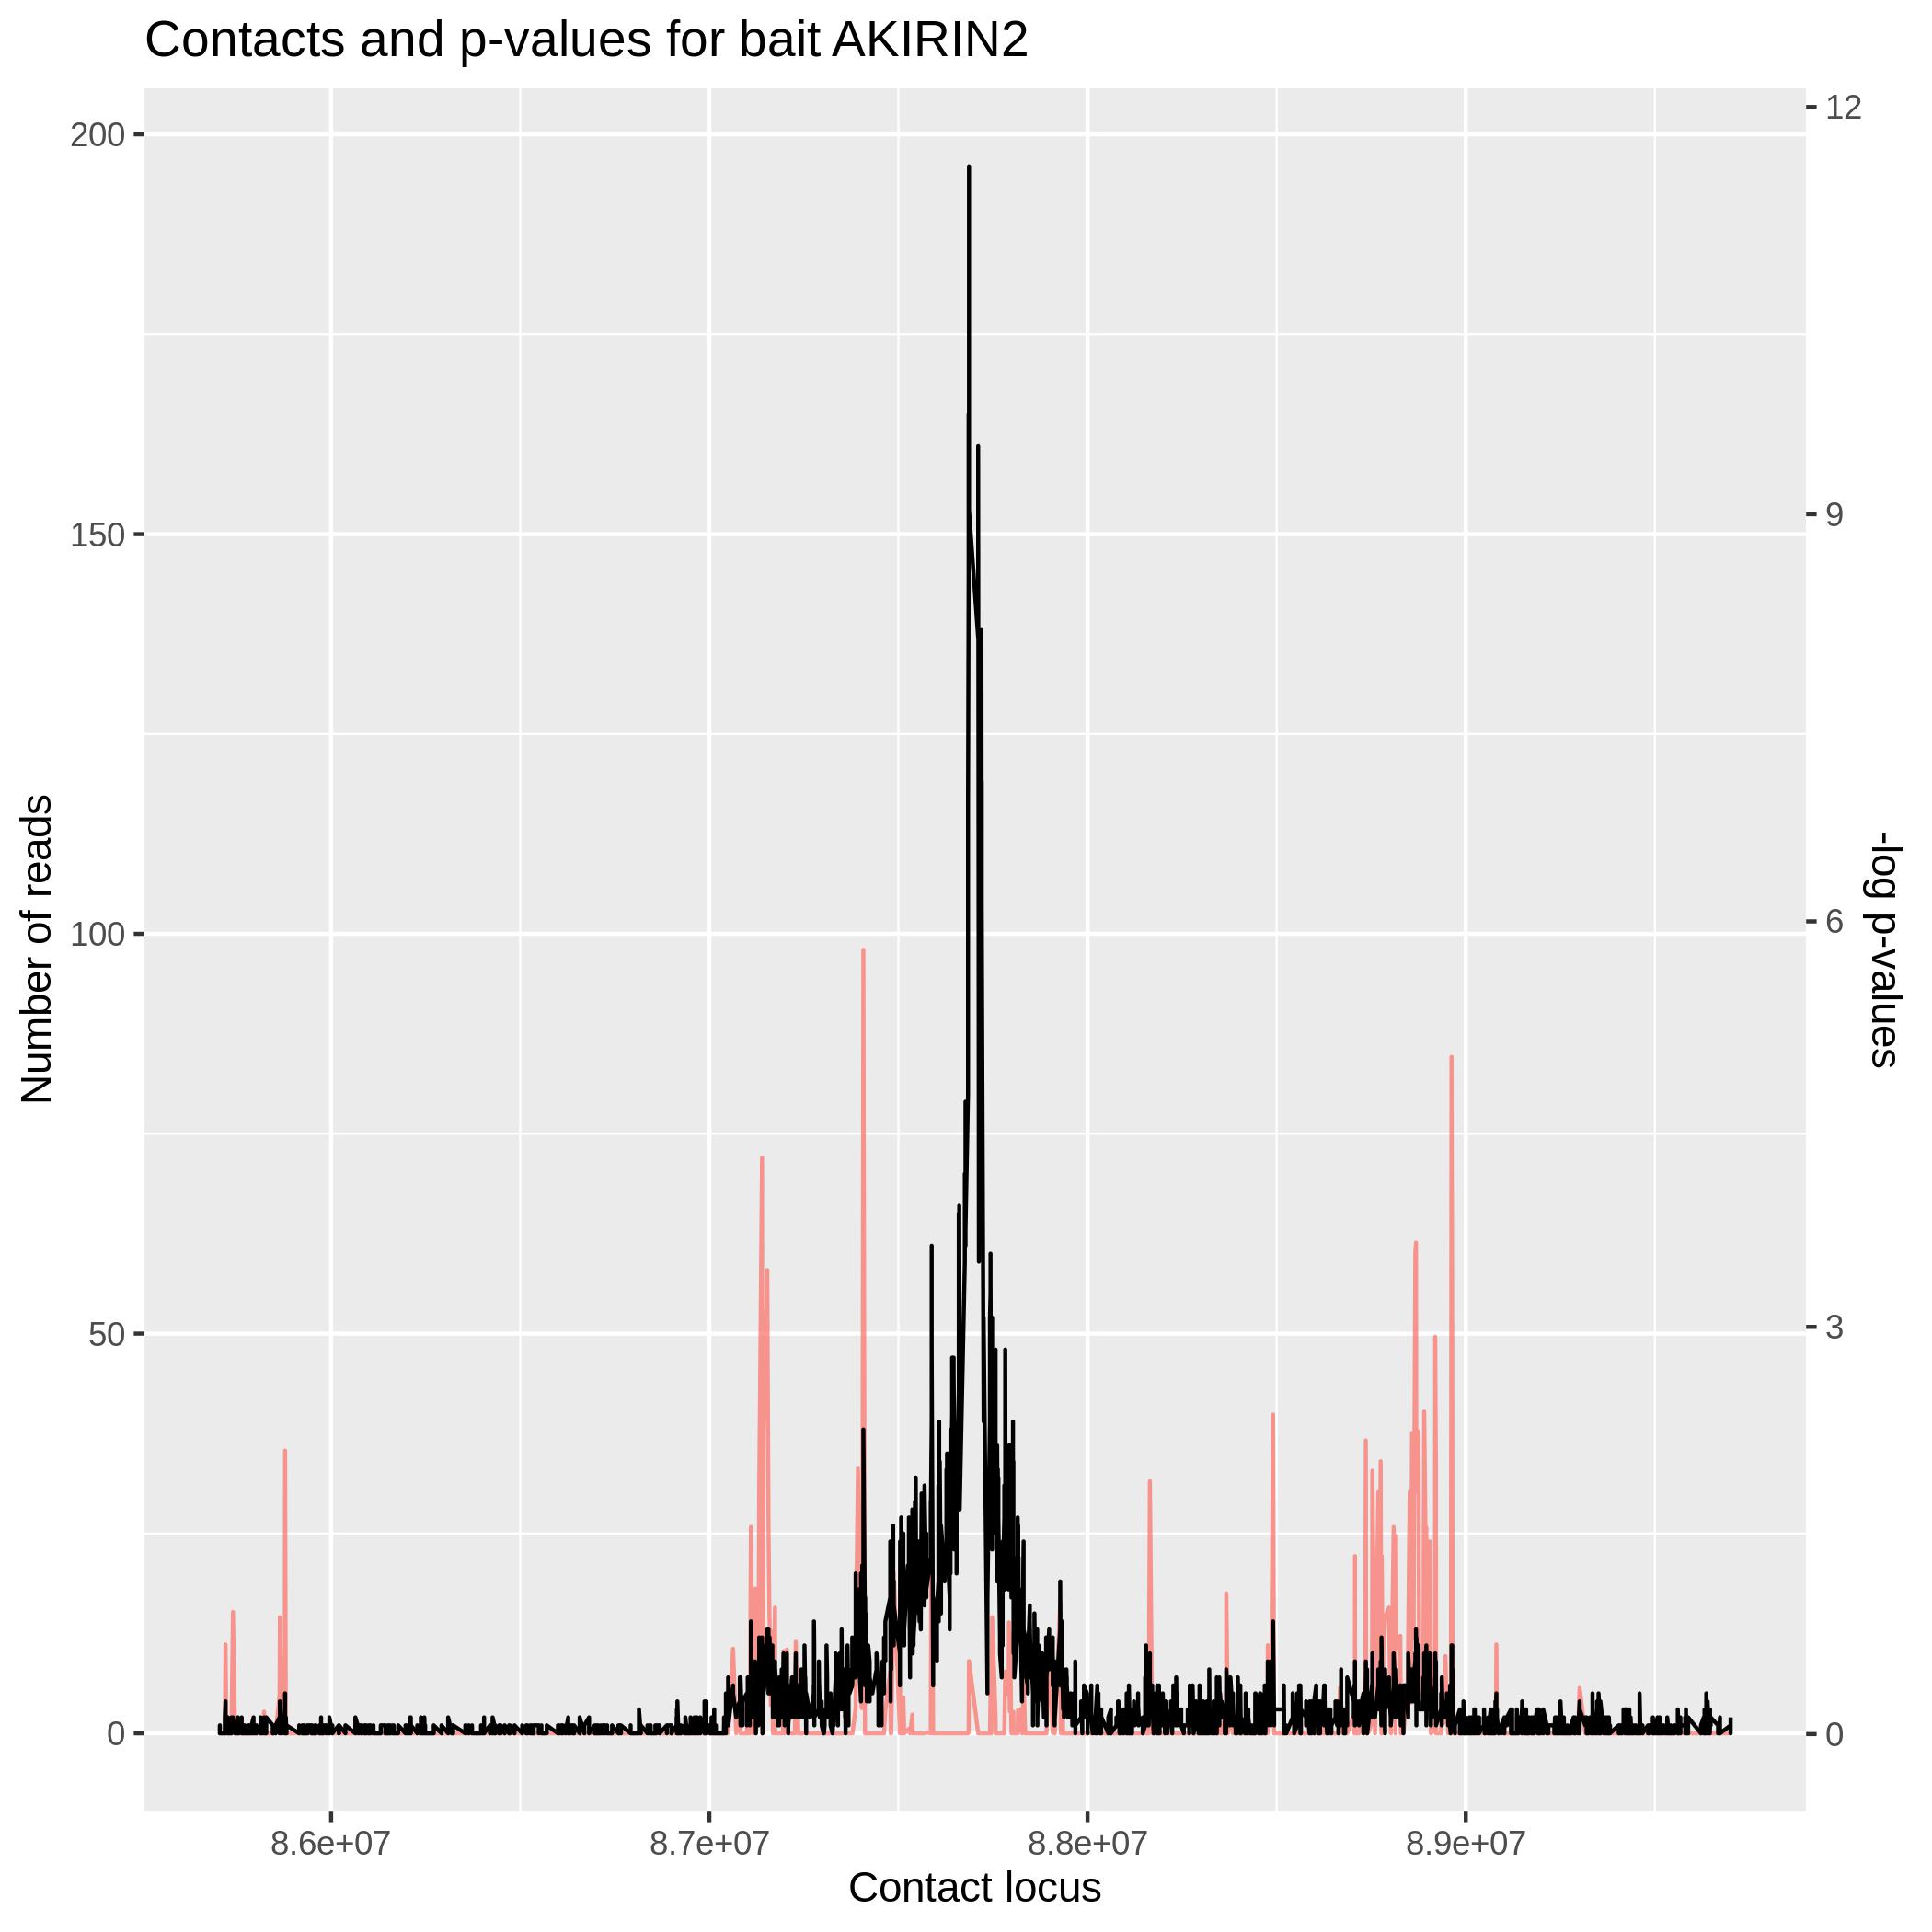 Contacts and p-values for bait AKIRIN2
200
150
100
50
0
Number of reads
12
9
6
3
0
-log p-values
8.6e+07
8.7e+07
8.8e+07
8.9e+07
Contact locus